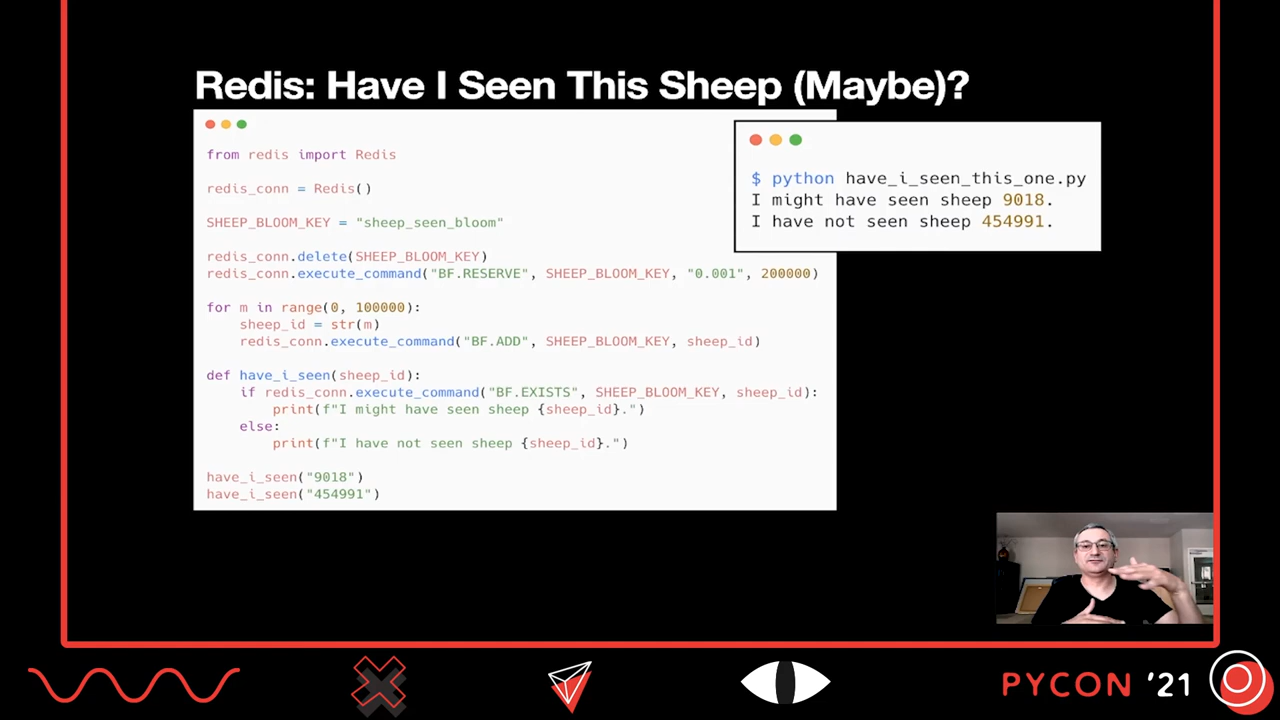 Redis: Have I Seen This Sheep (Maybe)?
from redis import Redis
redis_conn = Redis()
SHEEP_BLOOM_KEY = "sheep_seen_bloom"
redis_conn.delete(SHEEP_BLOOM_KEY)
redis_conn.execute_command("BF.RESERVE", SHEEP_BLOOM_KEY, "0.001", 200000)
for m in range(0, 100000):
    sheep_id = str(m)
    redis_conn.execute_command("BF.ADD", SHEEP_BLOOM_KEY, sheep_id)
def have_i_seen(sheep_id):
    if redis_conn.execute_command("BF.EXISTS", SHEEP_BLOOM_KEY, sheep_id):
        print(f"I might have seen sheep {sheep_id}.")
    else:
        print(f"I have not seen sheep {sheep_id}.")
have_i_seen("9018")
have_i_seen("454991")
$ python have_i_seen_this_one.py
I might have seen sheep 9018.
I have not seen sheep 454991.
PYCON '21